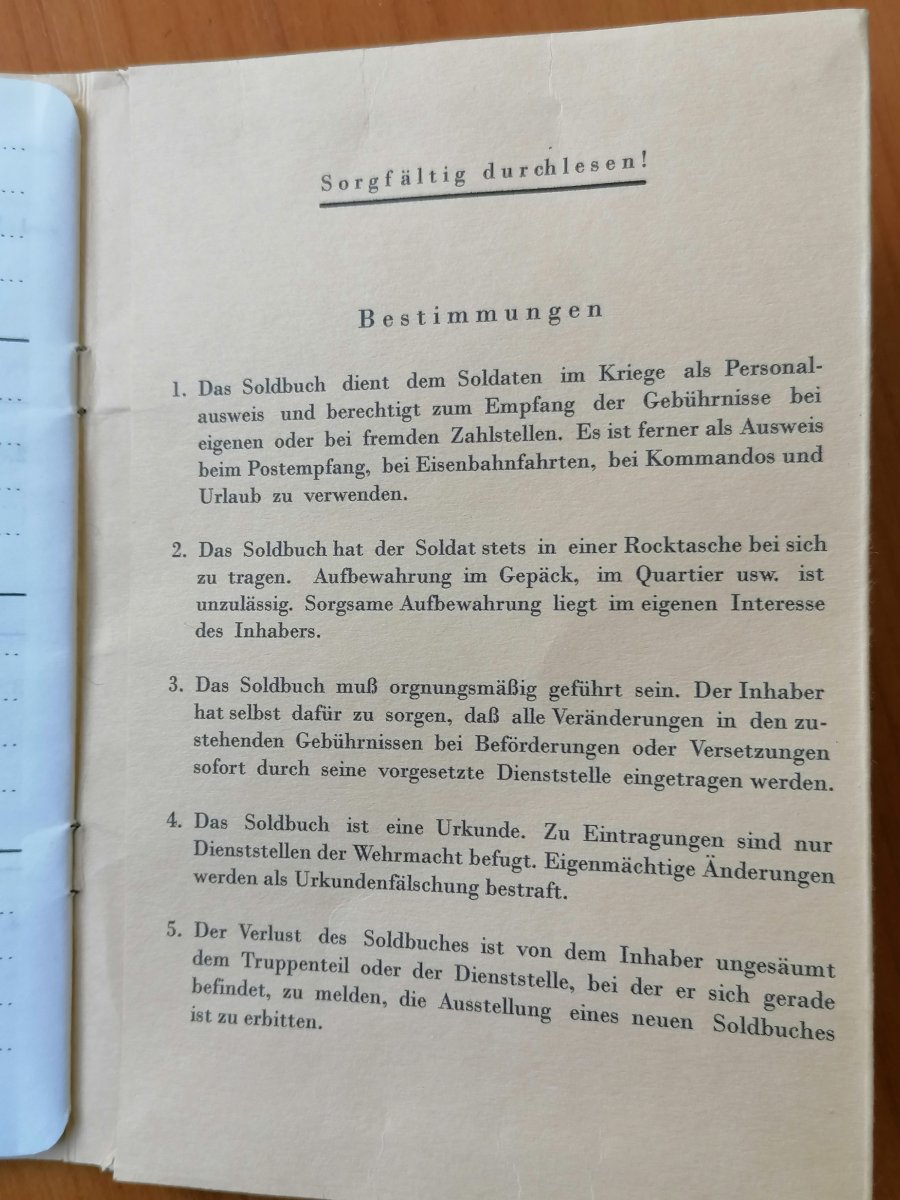 Sorgfältig durchlesen!
Bestimmungen
1. Das Soldbuch dient dem Soldaten im Kriege als Personal-
ausweis und berechtigt zum Empfang der Gebührnisse bei
eigenen oder bei fremden Zahlstellen. Es ist ferner als Ausweis
beim Postempfang, bei Eisenbahnfahrten, bei Kommandos und
Urlaub zu verwenden.
2. Das Soldbuch hat der Soldat stets in einer Rocktasche bei sich
zu tragen. Aufbewahrung im Gepäck, im Quartier usw. ist
unzulässig. Sorgsame Aufbewahrung liegt im eigenen Interesse
des Inhabers.
3. Das Soldbuch muß orgnungsmäßig geführt sein. Der Inhaber
hat selbst dafür zu sorgen, daß alle Veränderungen in den zu-
stehenden Gebührnissen bei Beförderungen oder Versetzungen
sofort durch seine vorgesetzte Dienststelle eingetragen werden.
4. Das Soldbuch ist eine Urkunde. Zu Eintragungen sind nur
Dienststellen der Wehrmacht befugt. Eigenmächtige Änderungen
werden als Urkundenfälschung bestraft.
5. Der Verlust des Soldbuches ist von dem Inhaber ungesäumt
dem Truppenteil oder der Dienststelle, bei der er sich gerade
befindet, zu melden, die Ausstellung eines neuen Soldbuches
ist zu erbitten.